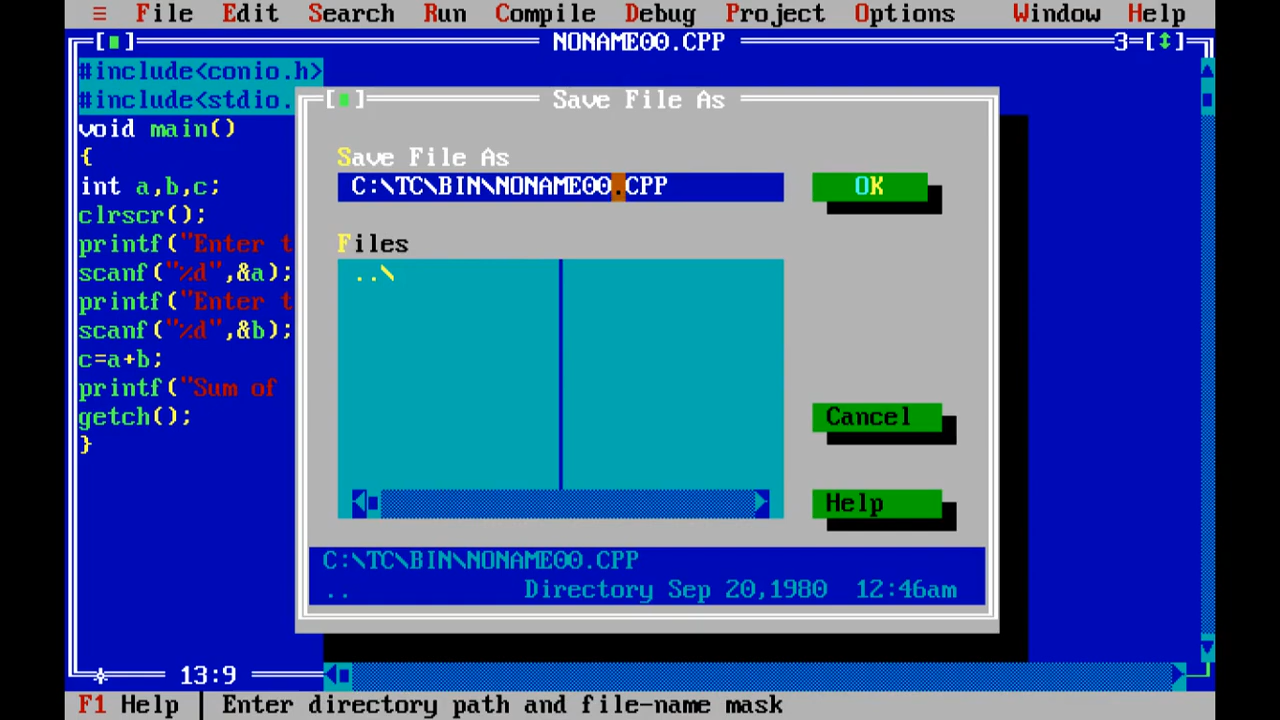 ≡ File Edit Search Run Compile Debug Project Options Window Help
[■] NONAME00.CPP 3=[↕]
#include<conio.h>
#include<stdio.
void main()
{
int a,b,c;
clrscr();
printf("Enter t
scanf("%d",&a);
printf("Enter t
scanf("%d",&b);
c=a+b;
printf("Sum of
getch();
}
[■] Save File As
Save File As
C:\TC\BIN\NONAME00.CPP
OK
Files
..\
Cancel
Help
C:\TC\BIN\NONAME00.CPP
.. Directory Sep 20,1980 12:46am
13:9
F1 Help │ Enter directory path and file-name mask